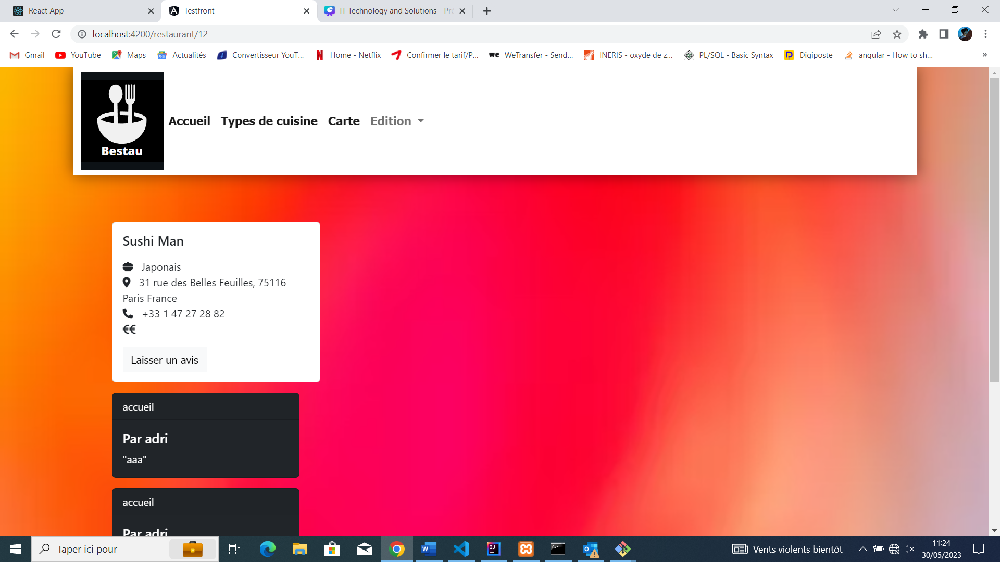 React App
Testfront
IT Technology and Solutions - Pre
localhost:4200/restaurant/12
Gmail
YouTube
Maps
Actualités
Convertisseur YouT...
Home - Netflix
Confirmer le tarif/P...
WeTransfer - Send...
INERIS - oxyde de z...
PL/SQL - Basic Syntax
Digiposte
angular - How to sh...
»
Bestau
Accueil
Types de cuisine
Carte
Edition
Sushi Man
Japonais
31 rue des Belles Feuilles, 75116
Paris France
+33 1 47 27 28 82
€€
Laisser un avis
accueil
Par adri
"aaa"
accueil
Par adri
Taper ici pour
Vents violents bientôt
11:24
30/05/2023